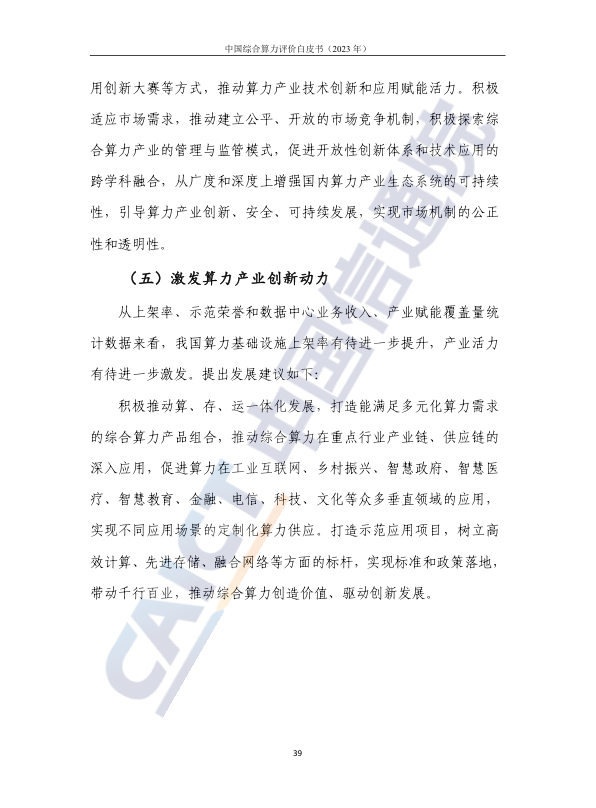 中国综合算力评价白皮书（2023 年）
用创新大赛等方式，推动算力产业技术创新和应用赋能活力。积极
适应市场需求，推动建立公平、开放的市场竞争机制，积极探索综
合算力产业的管理与监管模式，促进开放性创新体系和技术应用的
跨学科融合，从广度和深度上增强国内算力产业生态系统的可持续
性，引导算力产业创新、安全、可持续发展，实现市场机制的公正
性和透明性。
（五）激发算力产业创新动力
从上架率、示范荣誉和数据中心业务收入、产业赋能覆盖量统
计数据来看，我国算力基础设施上架率有待进一步提升，产业活力
有待进一步激发。提出发展建议如下：
积极推动算、存、运一体化发展，打造能满足多元化算力需求
的综合算力产品组合，推动综合算力在重点行业产业链、供应链的
深入应用，促进算力在工业互联网、乡村振兴、智慧政府、智慧医
疗、智慧教育、金融、电信、科技、文化等众多垂直领域的应用，
实现不同应用场景的定制化算力供应。打造示范应用项目，树立高
效计算、先进存储、融合网络等方面的标杆，实现标准和政策落地，
带动千行百业，推动综合算力创造价值、驱动创新发展。
CAICT 中国信通院
39